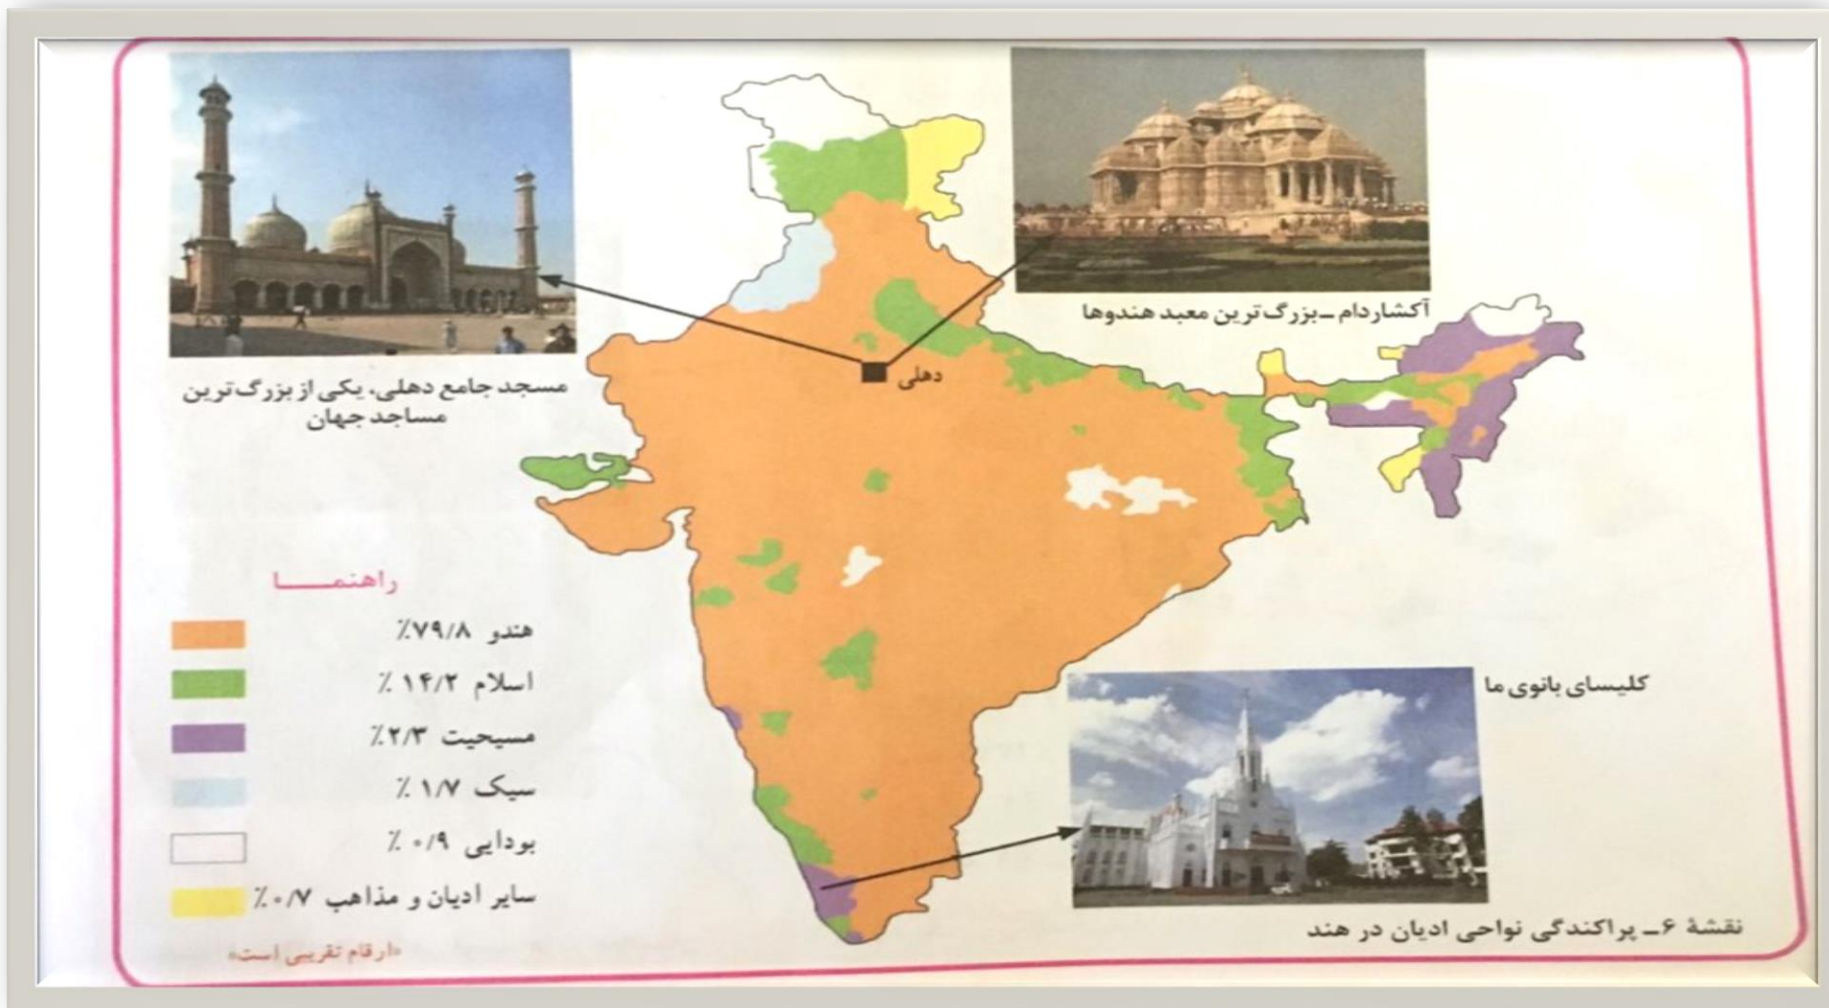 آکشاردام ـ بزرگ‌ترین معبد هندوها
مسجد جامع دهلی، یکی از بزرگ‌ترین
مساجد جهان
دهلی
راهنمـــــا
هندو ۷۹/۸٪
اسلام ۱۴/۲٪
مسیحیت ۲/۳٪
سیک ۱/۷٪
بودایی ۰/۹٪
سایر ادیان و مذاهب ۰/۷٪
«ارقام تقریبی است»
کلیسای بانوی ما
نقشهٔ ۶ـ پراکندگی نواحی ادیان در هند